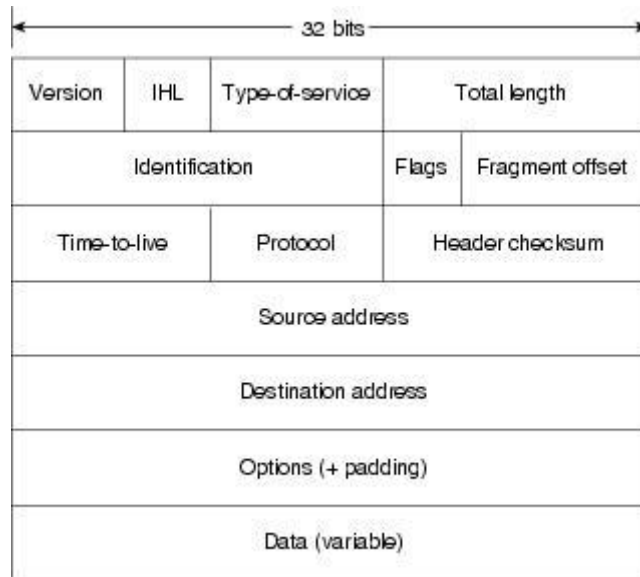 32 bits
Version IHL Type-of-service Total length
Identification Flags Fragment offset
Time-to-live Protocol Header checksum
Source address
Destination address
Options (+ padding)
Data (variable)